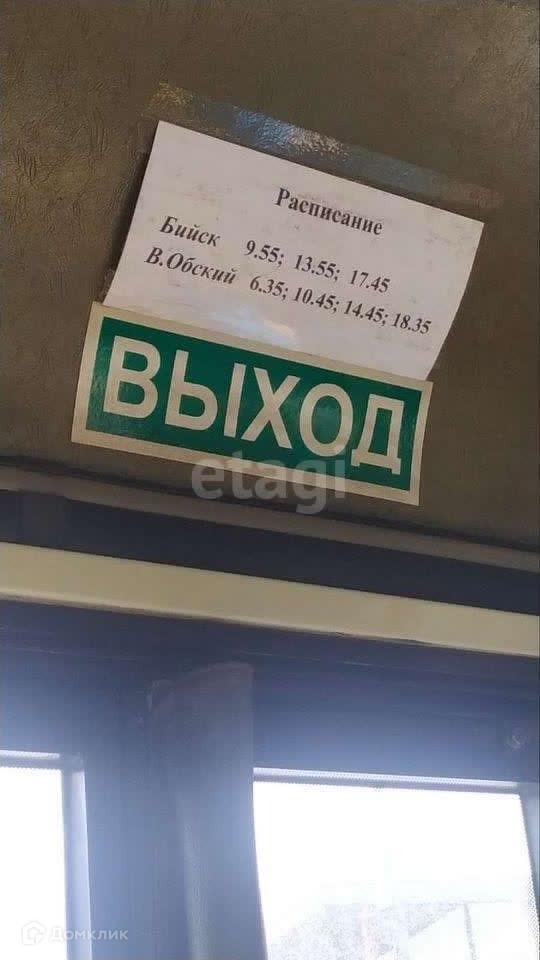 Расписание
Бийск 9.55; 13.55; 17.45
В.Обский 6.35; 10.45; 14.45; 18.35
ВЫХОД
etagi
Домклик